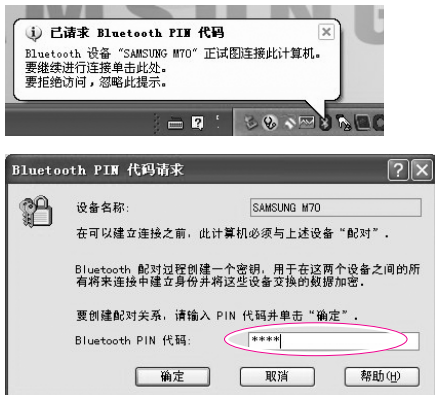 已请求 Bluetooth PIN 代码
Bluetooth 设备 “SAMSUNG M70” 正试图连接此计算机。
要继续进行连接单击此处。
要拒绝访问，忽略此提示。
Bluetooth PIN 代码请求
设备名称:
SAMSUNG M70
在可以建立连接之前，此计算机必须与上述设备“配对”.
Bluetooth 配对过程创建一个密钥，用于在这两个设备之间的所
有将来连接中建立身份并将这些设备交换的数据加密.
要创建配对关系，请输入 PIN 代码并单击“确定”.
Bluetooth PIN 代码:
****
确定
取消
帮助(H)